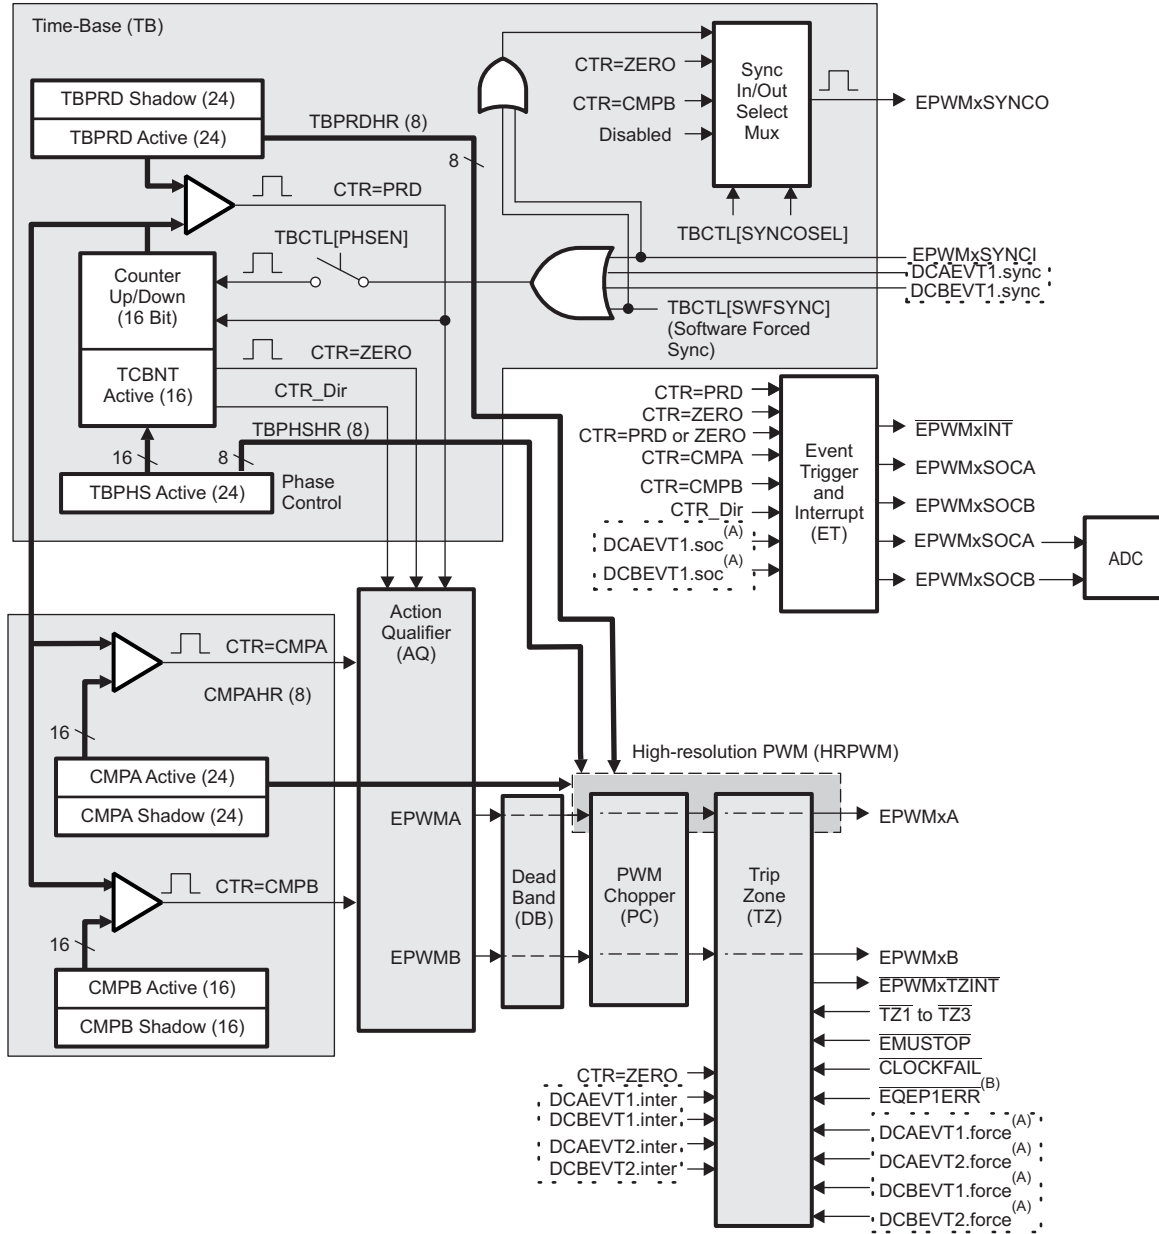 Time-Base (TB)
TBPRD Shadow (24)
TBPRD Active (24)
TBPRDHR (8)
8
CTR=PRD
TBCTL[PHSEN]
Counter
Up/Down
(16 Bit)
TCBNT
Active (16)
CTR=ZERO
CTR_Dir
TBPHSHR (8)
16
8
TBPHS Active (24)
Phase
Control
CTR=ZERO
CTR=CMPB
Disabled
Sync
In/Out
Select
Mux
EPWMxSYNCO
TBCTL[SYNCOSEL]
EPWMxSYNCI
DCAEVT1.sync
DCBEVT1.sync
TBCTL[SWFSYNC]
(Software Forced
Sync)
CTR=PRD
CTR=ZERO
CTR=PRD or ZERO
CTR=CMPA
CTR=CMPB
CTR_Dir
DCAEVT1.soc(A)
DCBEVT1.soc(A)
Event
Trigger
and
Interrupt
(ET)
EPWMxINT
EPWMxSOCA
EPWMxSOCB
EPWMxSOCA
EPWMxSOCB
ADC
Action
Qualifier
(AQ)
CTR=CMPA
CMPAHR (8)
16
CMPA Active (24)
CMPA Shadow (24)
CTR=CMPB
16
CMPB Active (16)
CMPB Shadow (16)
EPWMA
EPWMB
High-resolution PWM (HRPWM)
Dead
Band
(DB)
PWM
Chopper
(PC)
Trip
Zone
(TZ)
EPWMxA
EPWMxB
EPWMxTZINT
TZ1 to TZ3
EMUSTOP
CLOCKFAIL
EQEP1ERR(B)
DCAEVT1.force(A)
DCAEVT2.force(A)
DCBEVT1.force(A)
DCBEVT2.force(A)
CTR=ZERO
DCAEVT1.inter
DCBEVT1.inter
DCAEVT2.inter
DCBEVT2.inter